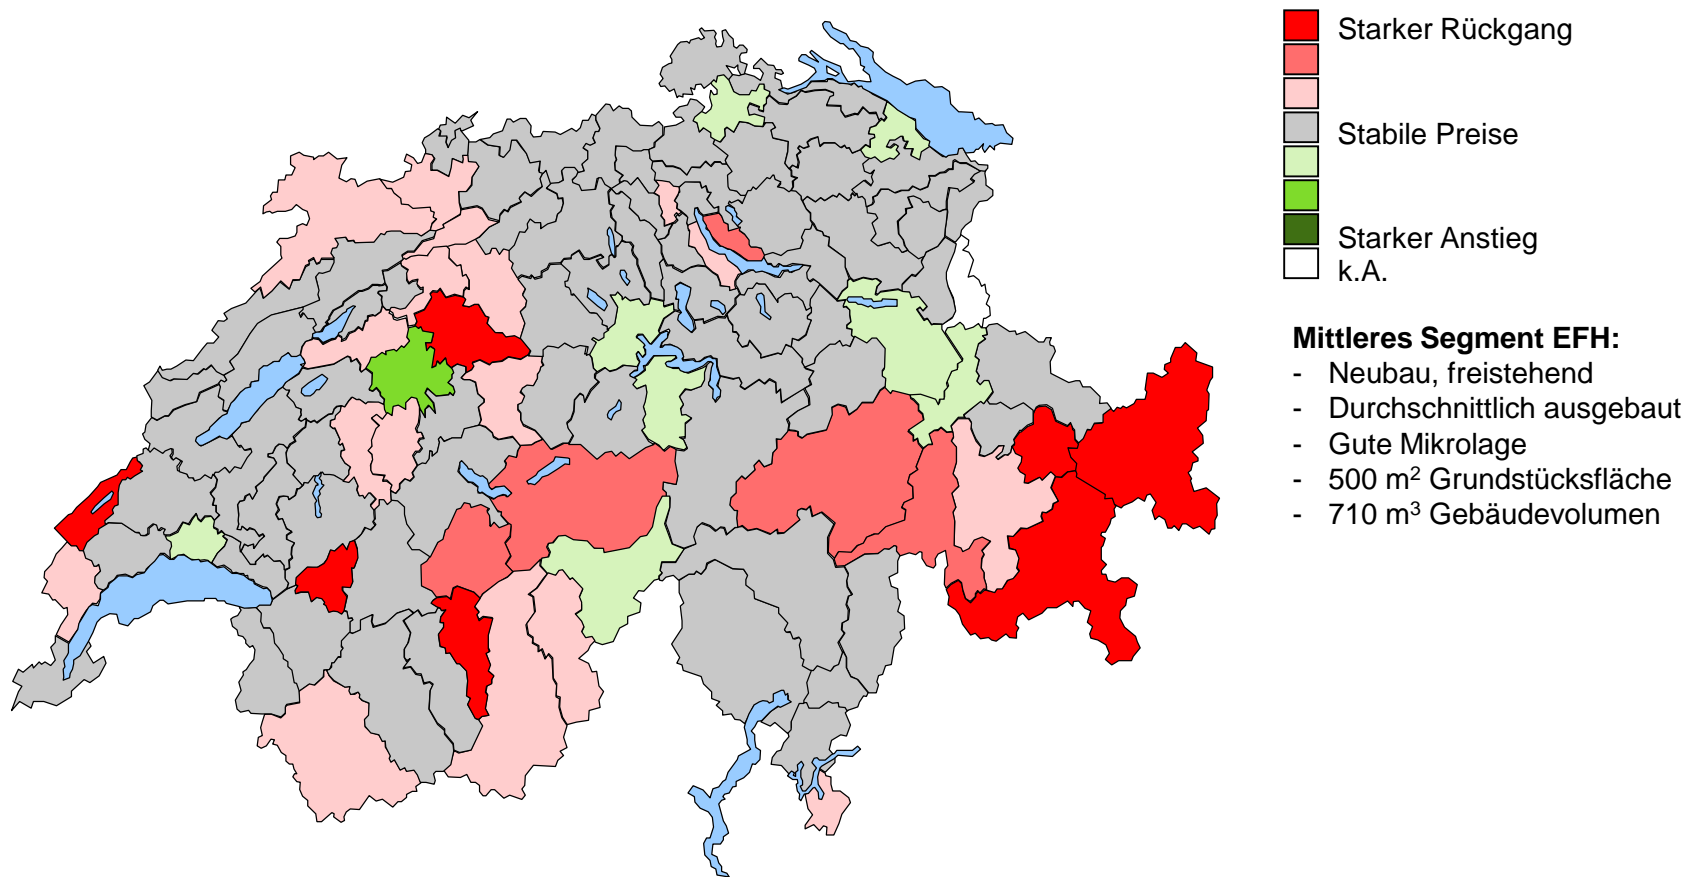 Starker Rückgang
Stabile Preise
Starker Anstieg
k.A.
Mittleres Segment EFH:
- Neubau, freistehend
- Durchschnittlich ausgebaut
- Gute Mikrolage
- 500 m² Grundstücksfläche
- 710 m³ Gebäudevolumen